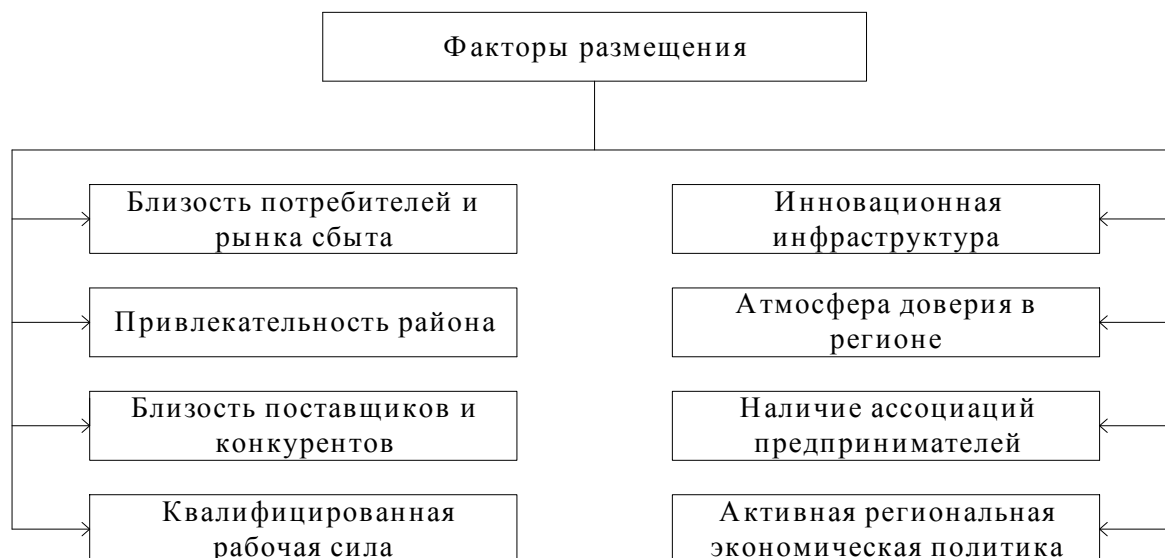 Факторы размещения
Близость потребителей и
рынка сбыта
Привлекательность района
Близость поставщиков и
конкурентов
Квалифицированная
рабочая сила
Инновационная
инфраструктура
Атмосфера доверия в
регионе
Наличие ассоциаций
предпринимателей
Активная региональная
экономическая политика